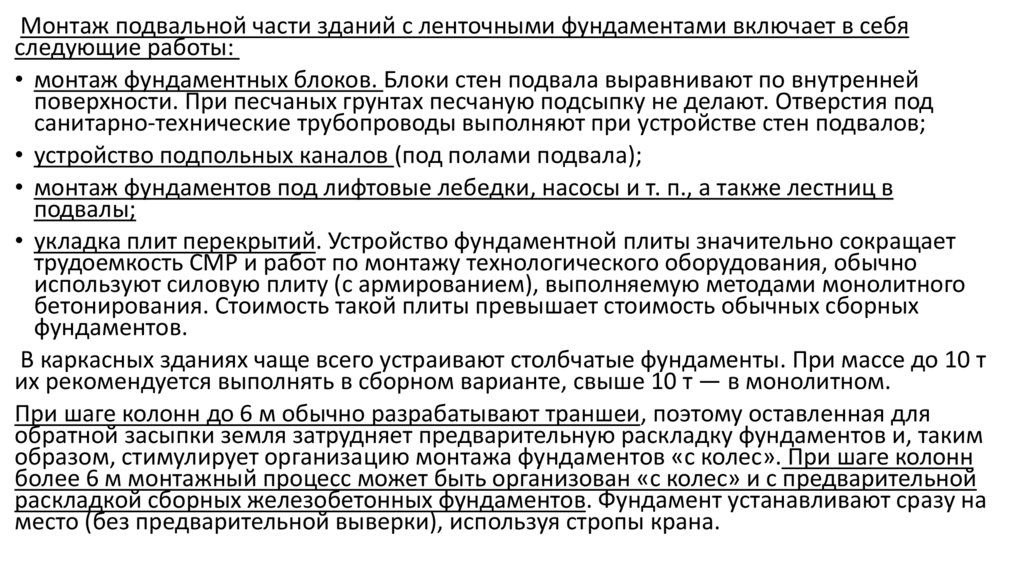 Монтаж подвальной части зданий с ленточными фундаментами включает в себя
следующие работы:
• монтаж фундаментных блоков. Блоки стен подвала выравнивают по внутренней
поверхности. При песчаных грунтах песчаную подсыпку не делают. Отверстия под
санитарно-технические трубопроводы выполняют при устройстве стен подвалов;
• устройство подпольных каналов (под полами подвала);
• монтаж фундаментов под лифтовые лебедки, насосы и т. п., а также лестниц в
подвалы;
• укладка плит перекрытий. Устройство фундаментной плиты значительно сокращает
трудоемкость СМР и работ по монтажу технологического оборудования, обычно
используют силовую плиту (с армированием), выполняемую методами монолитного
бетонирования. Стоимость такой плиты превышает стоимость обычных сборных
фундаментов.
В каркасных зданиях чаще всего устраивают столбчатые фундаменты. При массе до 10 т
их рекомендуется выполнять в сборном варианте, свыше 10 т — в монолитном.
При шаге колонн до 6 м обычно разрабатывают траншеи, поэтому оставленная для
обратной засыпки земля затрудняет предварительную раскладку фундаментов и, таким
образом, стимулирует организацию монтажа фундаментов «с колес». При шаге колонн
более 6 м монтажный процесс может быть организован «с колес» и с предварительной
раскладкой сборных железобетонных фундаментов. Фундамент устанавливают сразу на
место (без предварительной выверки), используя стропы крана.